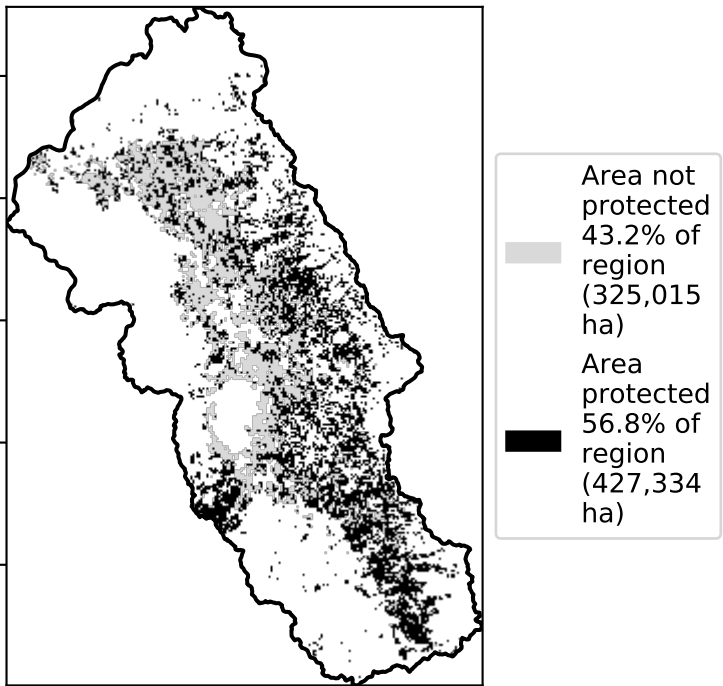 Area not
protected
43.2% of
region
(325,015
ha)
Area
protected
56.8% of
region
(427,334
ha)